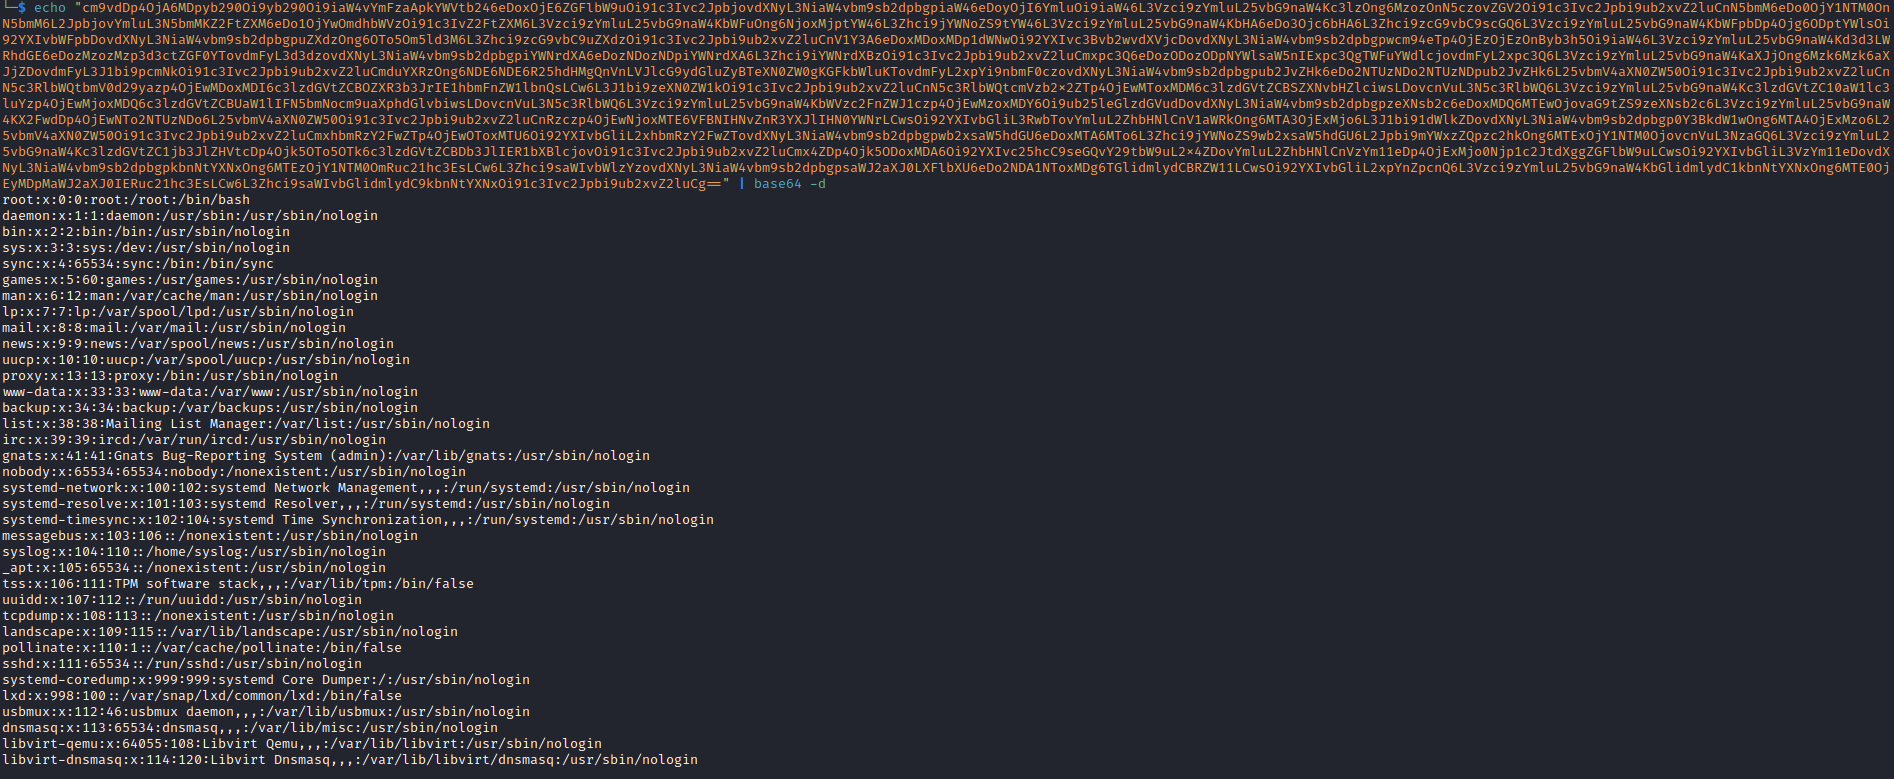 └─$ echo "cm9vdDp4OjA6MDpyb290Oi9yb290Oi9iaW4vYmFzaApkYWVtb246eDoxOjE6ZGFlbW9uOi91c3Ivc2JpbjovdXNyL3NiaW4vbm9sb2dpbgpiaW46eDoyOjI6YmluOi9iaW46L3Vzci9zYmluL25vbG9naW4Kc3lzOng6MzozOnN5czovZGV2Oi91c3Ivc2Jpbi9ub2xvZ2luCnN5bmM6eDo0OjY1NTM0On
N5bmM6L2JpbjovYmluL3N5bmMKZ2FtZXM6eDo1OjYwOmdhbWVzOi91c3IvZ2FtZXM6L3Vzci9zYmluL25vbG9naW4KbWFuOng6NjoxMjptYW46L3Zhci9jYWNoZS9tYW46L3Vzci9zYmluL25vbG9naW4KbHA6eDo3Ojc6bHA6L3Zhci9zcG9vbC9scGQ6L3Vzci9zYmluL25vbG9naW4KbWFpbDp4Ojg6ODptYWlsOi
92YXIvbWFpbDovdXNyL3NiaW4vbm9sb2dpbgpuZXdzOng6OTo5Om5ld3M6L3Zhci9zcG9vbC9uZXdzOi91c3Ivc2Jpbi9ub2xvZ2luCnV1Y3A6eDoxMDoxMDp1dWNwOi92YXIvc3Bvb2wvdXVjcDovdXNyL3NiaW4vbm9sb2dpbgpwcm94eTp4OjEzOjEzOnByb3h5Oi9iaW46L3Vzci9zYmluL25vbG9naW4Kd3d3LW
RhdGE6eDozMzozMzp3d3ctZGF0YTovdmFyL3d3dzovdXNyL3NiaW4vbm9sb2dpbgpiYWNrdXA6eDozNDozNDpiYWNrdXA6L3Zhci9iYWNrdXBzOi91c3Ivc2Jpbi9ub2xvZ2luCmxpc3Q6eDozODozODpNYWlsaW5nIExpc3QgTWFuYWdlcjovdmFyL2xpc3Q6L3Vzci9zYmluL25vbG9naW4KaXJjOng6Mzk6Mzk6aX
JjZDovdmFyL3J1bi9pcmNkOi91c3Ivc2Jpbi9ub2xvZ2luCmduYXRzOng6NDE6NDE6R25hdHMgQnVnLVJlcG9ydGluZyBTeXN0ZW0gKGFkbWluKTovdmFyL2xpYi9nbmF0czovdXNyL3NiaW4vbm9sb2dpbgpub2JvZHk6eDo2NTUzNDo2NTUzNDpub2JvZHk6L25vbmV4aXN0ZW50Oi91c3Ivc2Jpbi9ub2xvZ2luCn
N5c3RlbWQtbmV0d29yazp4OjEwMDoxMDI6c3lzdGVtZCBOZXR3b3JrIE1hbmFnZW1lbnQsLCw6L3J1bi9zeXN0ZW1kOi91c3Ivc2Jpbi9ub2xvZ2luCnN5c3RlbWQtcmVzb2x2ZTp4OjEwMToxMDM6c3lzdGVtZCBSZXNvbHZlciwsLDovcnVuL3N5c3RlbWQ6L3Vzci9zYmluL25vbG9naW4Kc3lzdGVtZC10aW1lc3
luYzp4OjEwMjoxMDQ6c3lzdGVtZCBUaW1lIFN5bmNocm9uaXphdGlvbiwsLDovcnVuL3N5c3RlbWQ6L3Vzci9zYmluL25vbG9naW4KbWVzc2FnZWJ1czp4OjEwMzoxMDY6Oi9ub25leGlzdGVudDovdXNyL3NiaW4vbm9sb2dpbgpzeXNsb2c6eDoxMDQ6MTEwOjovaG9tZS9zeXNsb2c6L3Vzci9zYmluL25vbG9naW
4KX2FwdDp4OjEwNTo2NTUzNDo6L25vbmV4aXN0ZW50Oi91c3Ivc2Jpbi9ub2xvZ2luCnRzczp4OjEwNjoxMTE6VFBNIHNvZnR3YXJlIHN0YWNrLCwsOi92YXIvbGliL3RwbTovYmluL2ZhbHNlCnV1aWRkOng6MTA3OjExMjo6L3J1bi91dWlkZDovdXNyL3NiaW4vbm9sb2dpbgp0Y3BkdW1wOng6MTA4OjExMzo6L2
5vbmV4aXN0ZW50Oi91c3Ivc2Jpbi9ub2xvZ2luCmxhbmRzY2FwZTp4OjEwOToxMTU6Oi92YXIvbGliL2xhbmRzY2FwZTovdXNyL3NiaW4vbm9sb2dpbgpwb2xsaW5hdGU6eDoxMTA6MTo6L3Zhci9jYWNoZS9wb2xsaW5hdGU6L2Jpbi9mYWxzZQpzc2hkOng6MTExOjY1NTM0OjovcnVuL3NzaGQ6L3Vzci9zYmluL2
25vbG9naW4Kc3lzdGVtZC1jb3JlZHVtcDp4Ojk5OTo5OTk6c3lzdGVtZCBDb3JlIER1bXBlcjovOi91c3Ivc2Jpbi9ub2xvZ2luCmx4ZDp4Ojk5ODoxMDA6Oi92YXIvc25hcC9seGQvY29tbW9uL2x4ZDovYmluL2ZhbHNlCnVzYm11eDp4OjExMjo0Njp1c2JtdXggZGFlbW9uLCwsOi92YXIvbGliL3VzYm11eDovdX
NyL3NiaW4vbm9sb2dpbgpkbnNtYXNxOng6MTEzOjY1NTM0OmRuc21hc3EsLCw6L3Zhci9saWIvbWlzYzovdXNyL3NiaW4vbm9sb2dpbgpsaWJ2aXJ0LXFlbXU6eDo2NDA1NToxMDg6TGlidmlydCBRZW11LCwsOi92YXIvbGliL2xpYnZpcnQ6L3Vzci9zYmluL25vbG9naW4KbGlidmlydC1kbnNtYXNxOng6MTE0Oj
EyMDpMaWJ2aXJ0IERuc21hc3EsLCw6L3Zhci9saWIvbGlidmlydC9kbnNtYXNxOi91c3Ivc2Jpbi9ub2xvZ2luCg==" | base64 -d
root:x:0:0:root:/root:/bin/bash
daemon:x:1:1:daemon:/usr/sbin:/usr/sbin/nologin
bin:x:2:2:bin:/bin:/usr/sbin/nologin
sys:x:3:3:sys:/dev:/usr/sbin/nologin
sync:x:4:65534:sync:/bin:/bin/sync
games:x:5:60:games:/usr/games:/usr/sbin/nologin
man:x:6:12:man:/var/cache/man:/usr/sbin/nologin
lp:x:7:7:lp:/var/spool/lpd:/usr/sbin/nologin
mail:x:8:8:mail:/var/mail:/usr/sbin/nologin
news:x:9:9:news:/var/spool/news:/usr/sbin/nologin
uucp:x:10:10:uucp:/var/spool/uucp:/usr/sbin/nologin
proxy:x:13:13:proxy:/bin:/usr/sbin/nologin
www-data:x:33:33:www-data:/var/www:/usr/sbin/nologin
backup:x:34:34:backup:/var/backups:/usr/sbin/nologin
list:x:38:38:Mailing List Manager:/var/list:/usr/sbin/nologin
irc:x:39:39:ircd:/var/run/ircd:/usr/sbin/nologin
gnats:x:41:41:Gnats Bug-Reporting System (admin):/var/lib/gnats:/usr/sbin/nologin
nobody:x:65534:65534:nobody:/nonexistent:/usr/sbin/nologin
systemd-network:x:100:102:systemd Network Management,,,:/run/systemd:/usr/sbin/nologin
systemd-resolve:x:101:103:systemd Resolver,,,:/run/systemd:/usr/sbin/nologin
systemd-timesync:x:102:104:systemd Time Synchronization,,,:/run/systemd:/usr/sbin/nologin
messagebus:x:103:106::/nonexistent:/usr/sbin/nologin
syslog:x:104:110::/home/syslog:/usr/sbin/nologin
_apt:x:105:65534::/nonexistent:/usr/sbin/nologin
tss:x:106:111:TPM software stack,,,:/var/lib/tpm:/bin/false
uuidd:x:107:112::/run/uuidd:/usr/sbin/nologin
tcpdump:x:108:113::/nonexistent:/usr/sbin/nologin
landscape:x:109:115::/var/lib/landscape:/usr/sbin/nologin
pollinate:x:110:1::/var/cache/pollinate:/bin/false
sshd:x:111:65534::/run/sshd:/usr/sbin/nologin
systemd-coredump:x:999:999:systemd Core Dumper:/:/usr/sbin/nologin
lxd:x:998:100::/var/snap/lxd/common/lxd:/bin/false
usbmux:x:112:46:usbmux daemon,,,:/var/lib/usbmux:/usr/sbin/nologin
dnsmasq:x:113:65534:dnsmasq,,,:/var/lib/misc:/usr/sbin/nologin
libvirt-qemu:x:64055:108:Libvirt Qemu,,,:/var/lib/libvirt:/usr/sbin/nologin
libvirt-dnsmasq:x:114:120:Libvirt Dnsmasq,,,:/var/lib/libvirt/dnsmasq:/usr/sbin/nologin